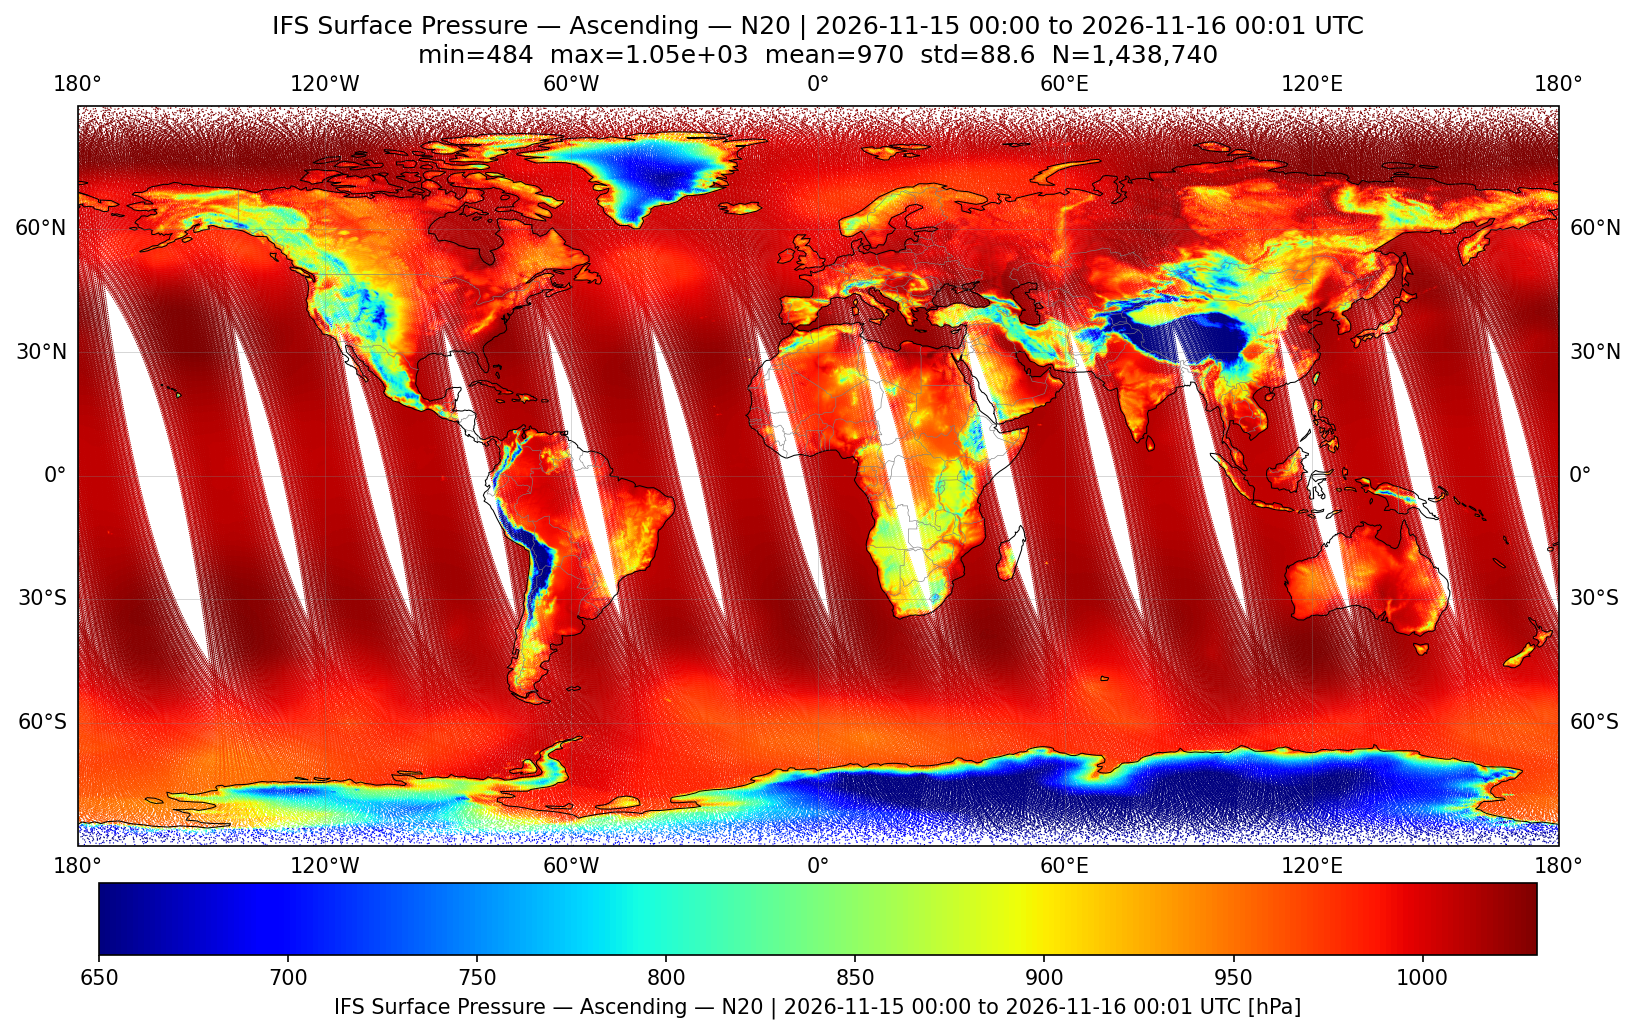 IFS Surface Pressure — Ascending — N20 | 2026-11-15 00:00 to 2026-11-16 00:01 UTC
min=484 max=1.05e+03 mean=970 std=88.6 N=1,438,740
180° 120°W 60°W 0° 60°E 120°E 180°
60°N 60°N
30°N 30°N
0° 0°
30°S 30°S
60°S 60°S
180° 120°W 60°W 0° 60°E 120°E 180°
650 700 750 800 850 900 950 1000
IFS Surface Pressure — Ascending — N20 | 2026-11-15 00:00 to 2026-11-16 00:01 UTC [hPa]